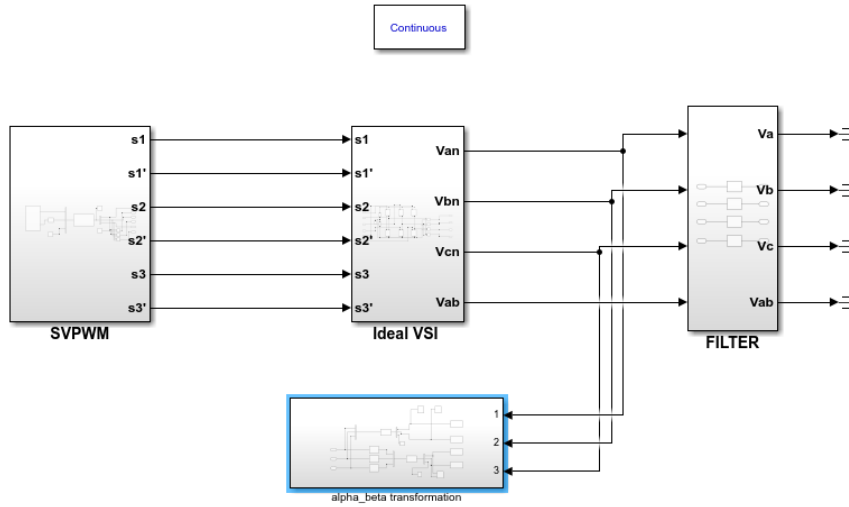 Continuous
s1
s1'
s2
s2'
s3
s3'
SVPWM
s1
s1'
s2
s2'
s3
s3'
Van
Vbn
Vcn
Vab
Ideal VSI
Va
Vb
Vc
Vab
FILTER
1
2
3
alpha_beta transformation